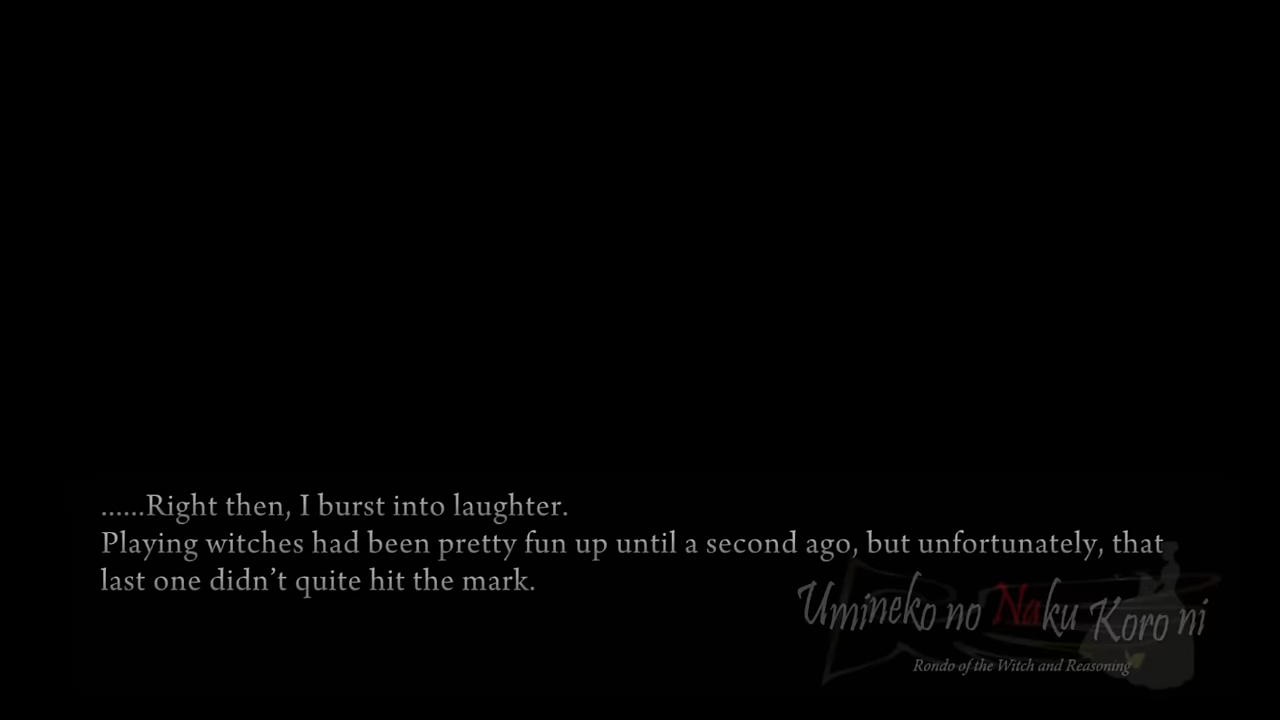 ......Right then, I burst into laughter.
Playing witches had been pretty fun up until a second ago, but unfortunately, that
last one didn’t quite hit the mark.
Umineko no Naku Koro ni
Rondo of the Witch and Reasoning